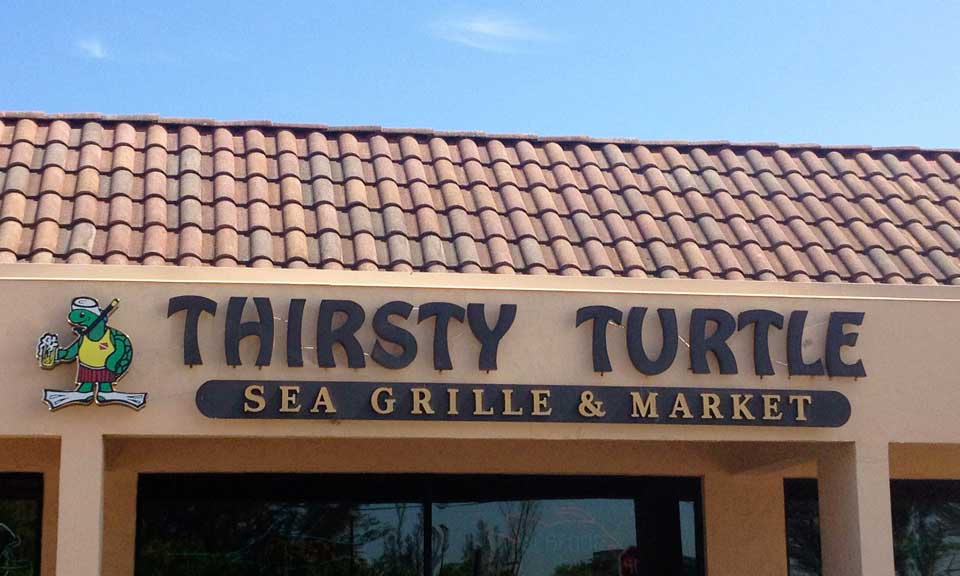 THIRSTY TURTLE
SEA GRILLE & MARKET